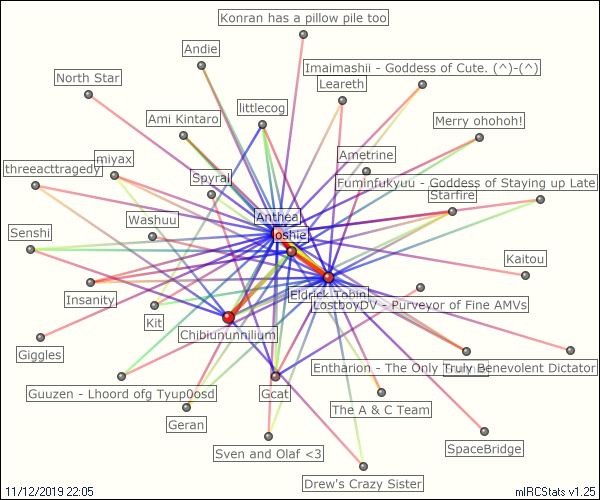 Konran has a pillow pile too
Andie
Imaimashii - Goddess of Cute. (^)-(^)
North Star
Leareth
littlecog
Ami Kintaro
Merry ohohoh!
miyax
Ametrine
threeacttragedy
Spyral
Fuminfukyuu - Goddess of Staying up Late
Starfire
Anthea
Washuu
Senshi
oshie
Kaitou
Insanity
Eldrick Tobin
Kit
LostboyDV - Purveyor of Fine AMVs
Chibununnilium
Giggles
Entharion - The Only Truly Benevolent Dictator
Guuzen - Lhoord ofg Tyup0osd
Gcat
The A & C Team
Geran
SpaceBridge
Sven and Olaf <3
Drew's Crazy Sister
11/12/2019 22:05
mIRCStats v1.25